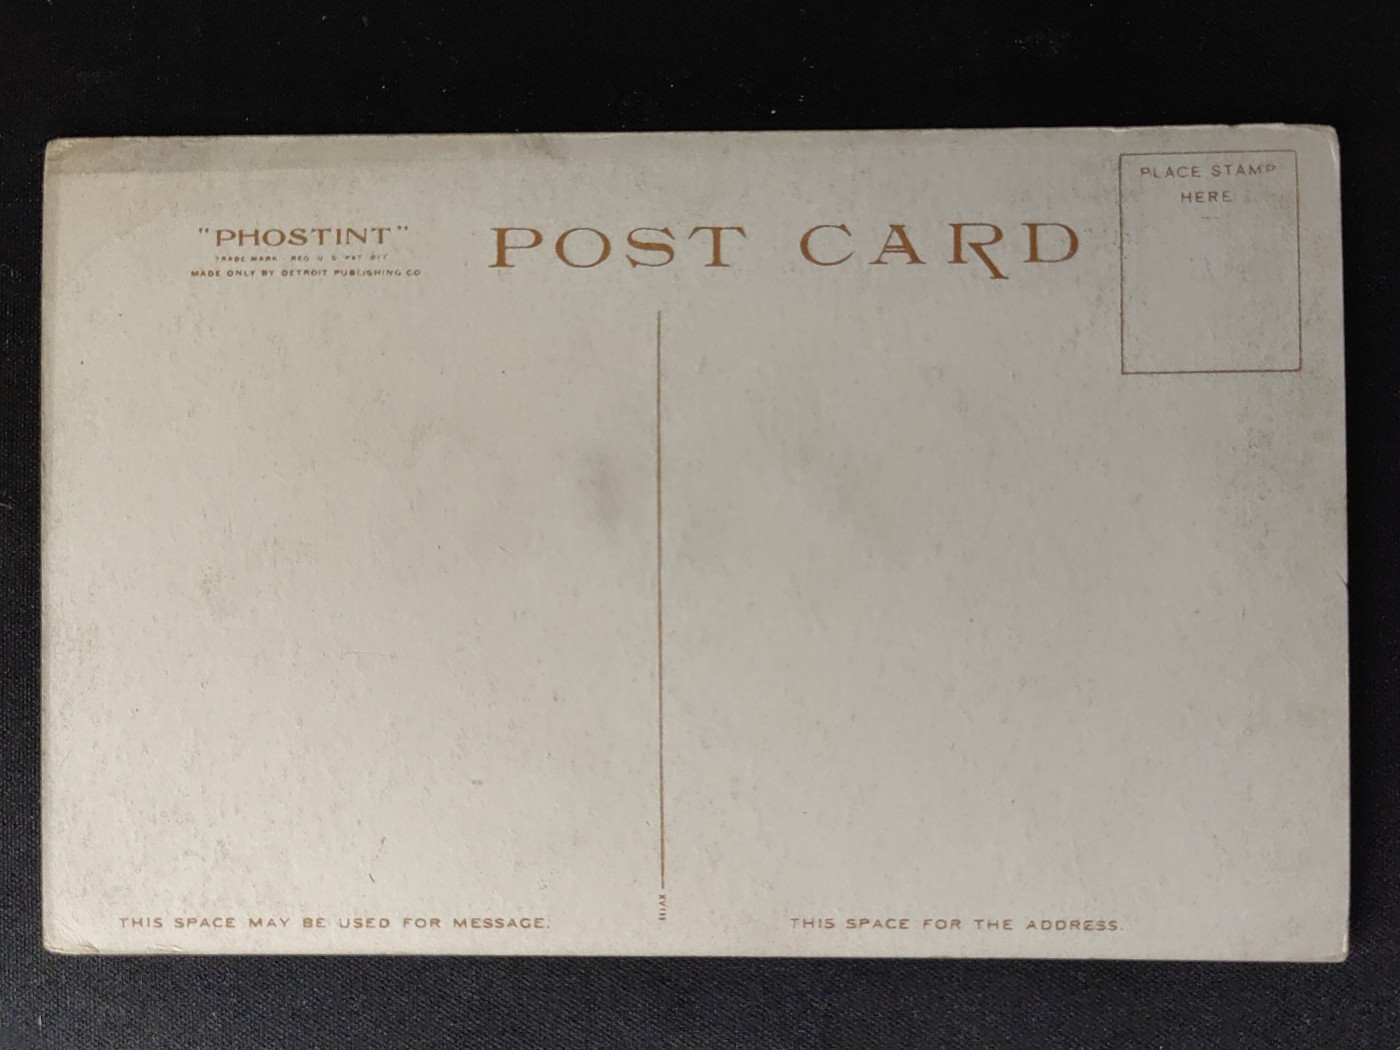 "PHOSTINT"
TRADE MARK - REG U S PAT OFF
MADE ONLY BY DETROIT PUBLISHING CO
POST CARD
PLACE STAMP
HERE
THIS SPACE MAY BE USED FOR MESSAGE.
XVIII
THIS SPACE FOR THE ADDRESS.